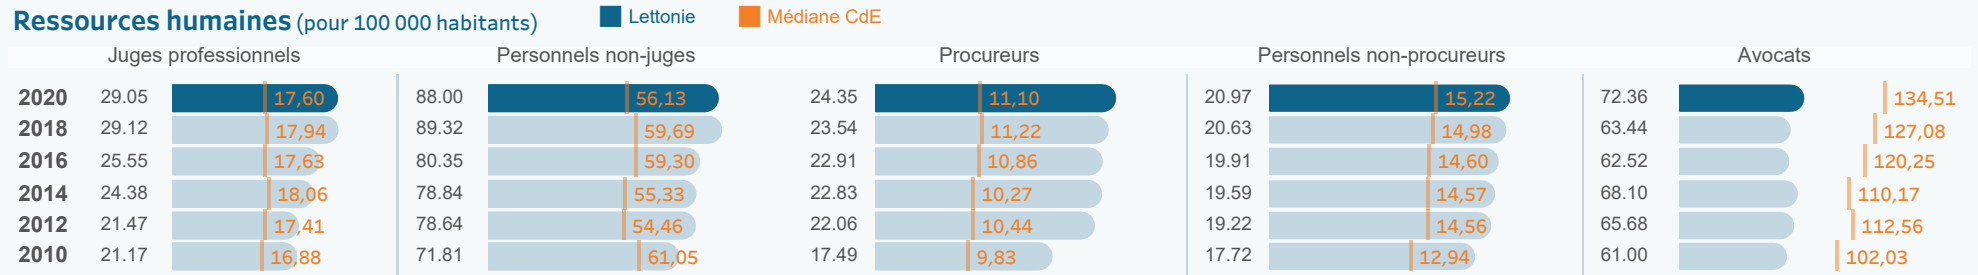 Ressources humaines (pour 100 000 habitants) Lettonie Médiane CdE
Juges professionnels Personnels non-juges Procureurs Personnels non-procureurs Avocats
2020 29.05 17,60 88.00 56,13 24.35 11,10 20.97 15,22 72.36 134,51
2018 29.12 17,94 89.32 59,69 23.54 11,22 20.63 14,98 63.44 127,08
2016 25.55 17,63 80.35 59,30 22.91 10,86 19.91 14,60 62.52 120,25
2014 24.38 18,06 78.84 55,33 22.83 10,27 19.59 14,57 68.10 110,17
2012 21.47 17,41 78.64 54,46 22.06 10,44 19.22 14,56 65.68 112,56
2010 21.17 16,88 71.81 61,05 17.49 9,83 17.72 12,94 61.00 102,03